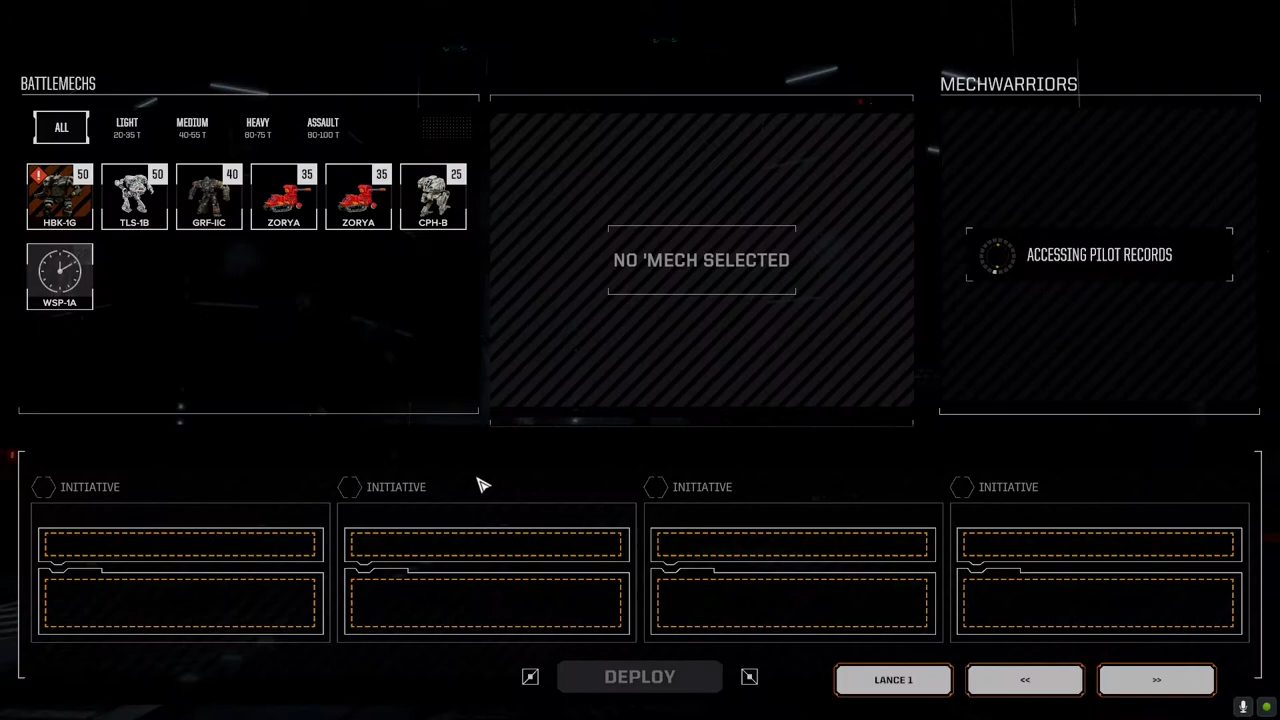 BATTLEMECHS
ALL
LIGHT
20-35 T
MEDIUM
40-55 T
HEAVY
60-75 T
ASSAULT
80-100 T
50
HBK-1G
50
TLS-1B
40
GRF-IIC
35
ZORYA
35
ZORYA
25
CPH-B
WSP-1A
NO 'MECH SELECTED
MECHWARRIORS
ACCESSING PILOT RECORDS
INITIATIVE
INITIATIVE
INITIATIVE
INITIATIVE
DEPLOY
LANCE 1
<<
>>